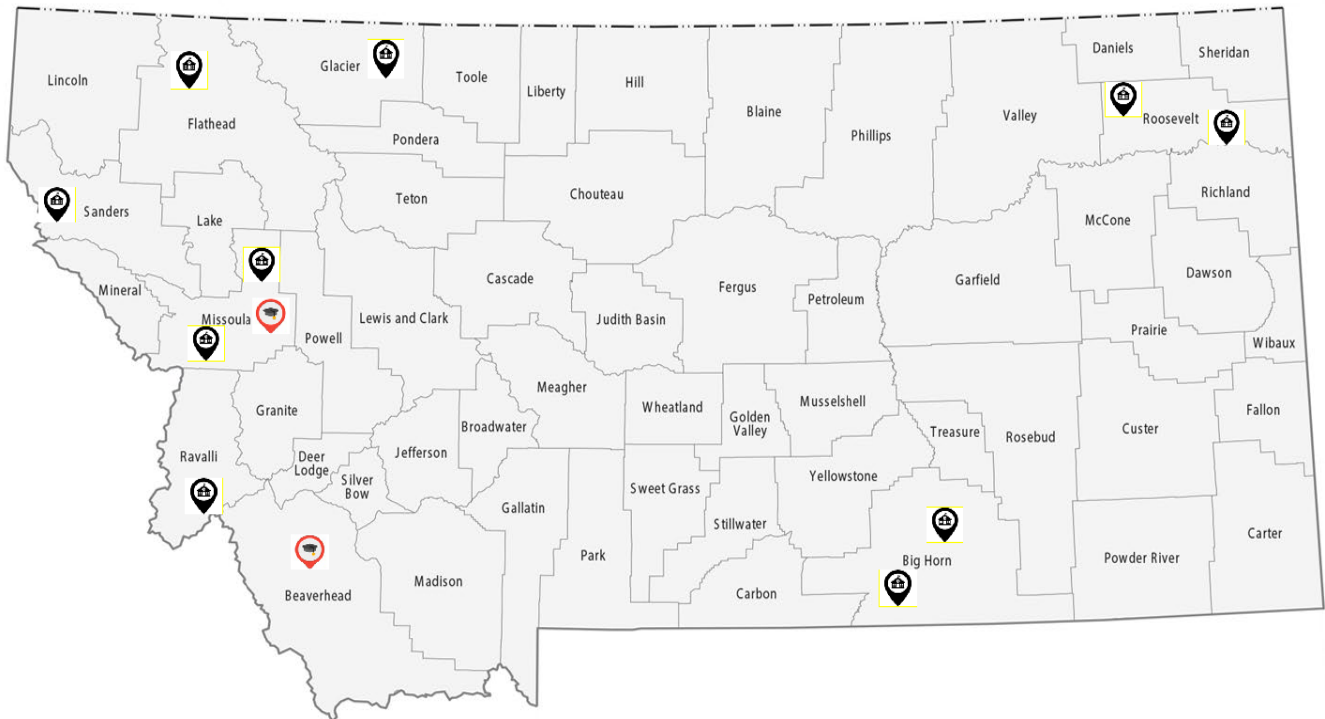 Daniels
Sheridan
Lincoln
Glacier
Toole
Liberty
Hill
Blaine
Phillips
Valley
Roosevelt
Flathead
Pondera
Teton
Chouteau
Richland
Sanders
Lake
McCone
Mineral
Cascade
Fergus
Garfield
Dawson
Petroleum
Missoula
Powell
Lewis and Clark
Judith Basin
Prairie
Wibaux
Meagher
Granite
Wheatland
Golden
Valley
Musselshell
Treasure
Rosebud
Custer
Fallon
Broadwater
Jefferson
Ravalli
Deer
Lodge
Silver
Bow
Yellowstone
Sweet Grass
Gallatin
Stillwater
Park
Big Horn
Powder River
Carter
Beaverhead
Madison
Carbon